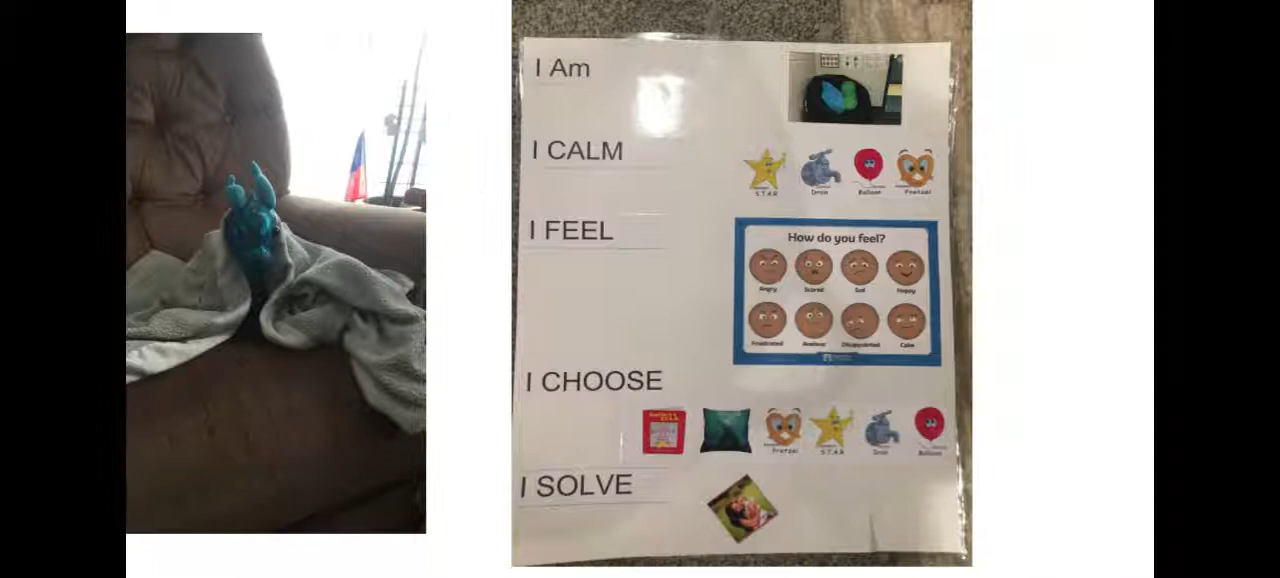 I Am
I CALM
S.T.A.R
Drain
Balloon
Pretzel
I FEEL
How do you feel?
Angry
Scared
Sad
Happy
Frustrated
Anxious
Disappointed
Calm
I CHOOSE
Pretzel
S.T.A.R
Drain
Balloon
I SOLVE